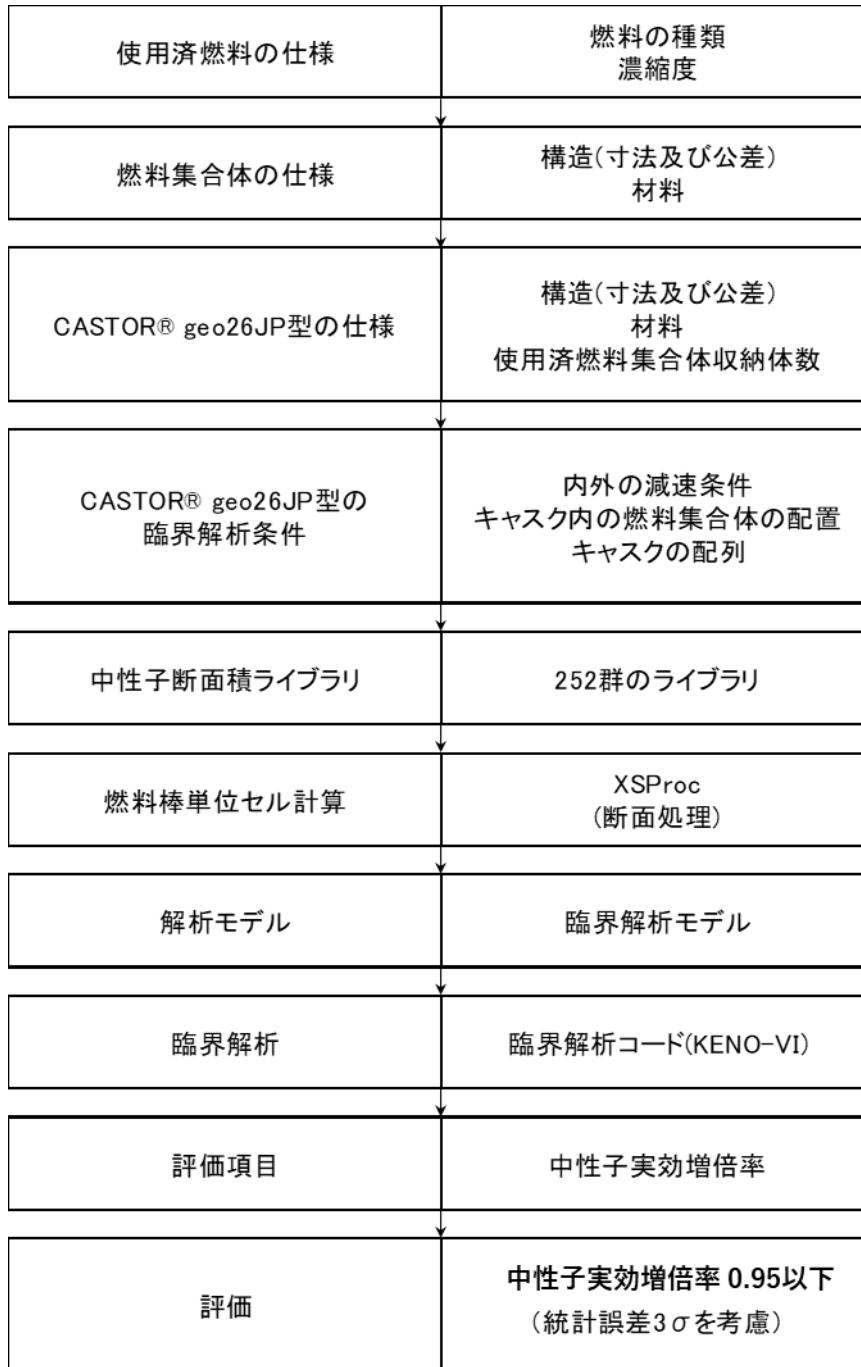 使用済燃料の仕様
燃料の種類
濃縮度
燃料集合体の仕様
構造(寸法及び公差)
材料
CASTOR® geo26JP型の仕様
構造(寸法及び公差)
材料
使用済燃料集合体収納体数
CASTOR® geo26JP型の
臨界解析条件
内外の減速条件
キャスク内の燃料集合体の配置
キャスクの配列
中性子断面積ライブラリ
252群のライブラリ
燃料棒単位セル計算
XSProc
(断面処理)
解析モデル
臨界解析モデル
臨界解析
臨界解析コード(KENO-VI)
評価項目
中性子実効増倍率
評価
中性子実効増倍率 0.95以下
(統計誤差3σを考慮)